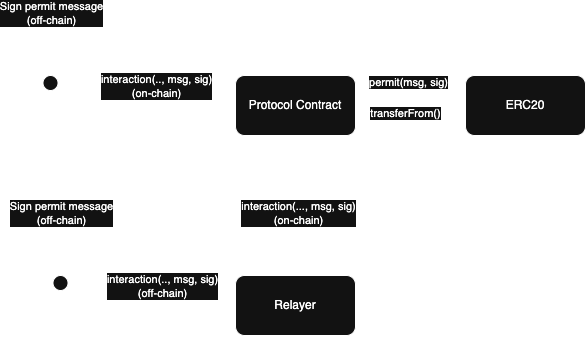 Sign permit message
(off-chain)
interaction(.., msg, sig)
(on-chain)
Protocol Contract
permit(msg, sig)
transferFrom()
ERC20
Sign permit message
(off-chain)
interaction(..., msg, sig)
(on-chain)
interaction(.., msg, sig)
(off-chain)
Relayer